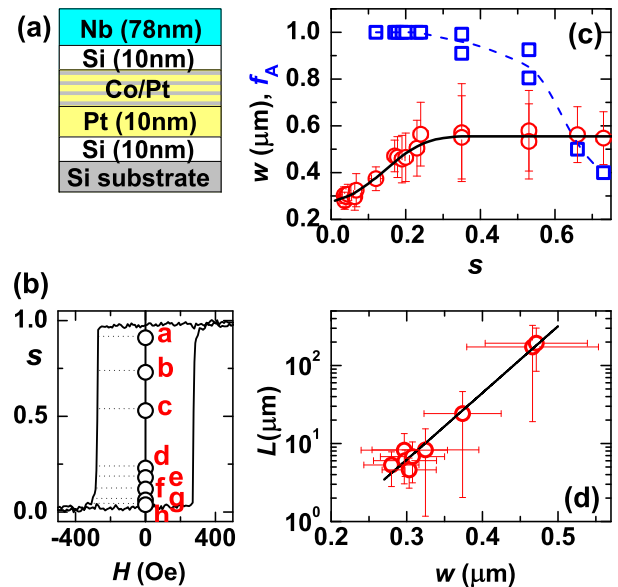 (a)
Nb (78nm)
Si (10nm)
Co/Pt
Pt (10nm)
Si (10nm)
Si substrate
(c)
w (μm), f_A
1.0
0.8
0.6
0.4
0.2
0.0 0.2 0.4 0.6
s
(b)
s
1.0
0.5
0.0
a
b
c
d
e
f
g
h
-400 0 400
H (Oe)
(d)
L(μm)
10²
10¹
10⁰
0.2 0.3 0.4 0.5
w (μm)